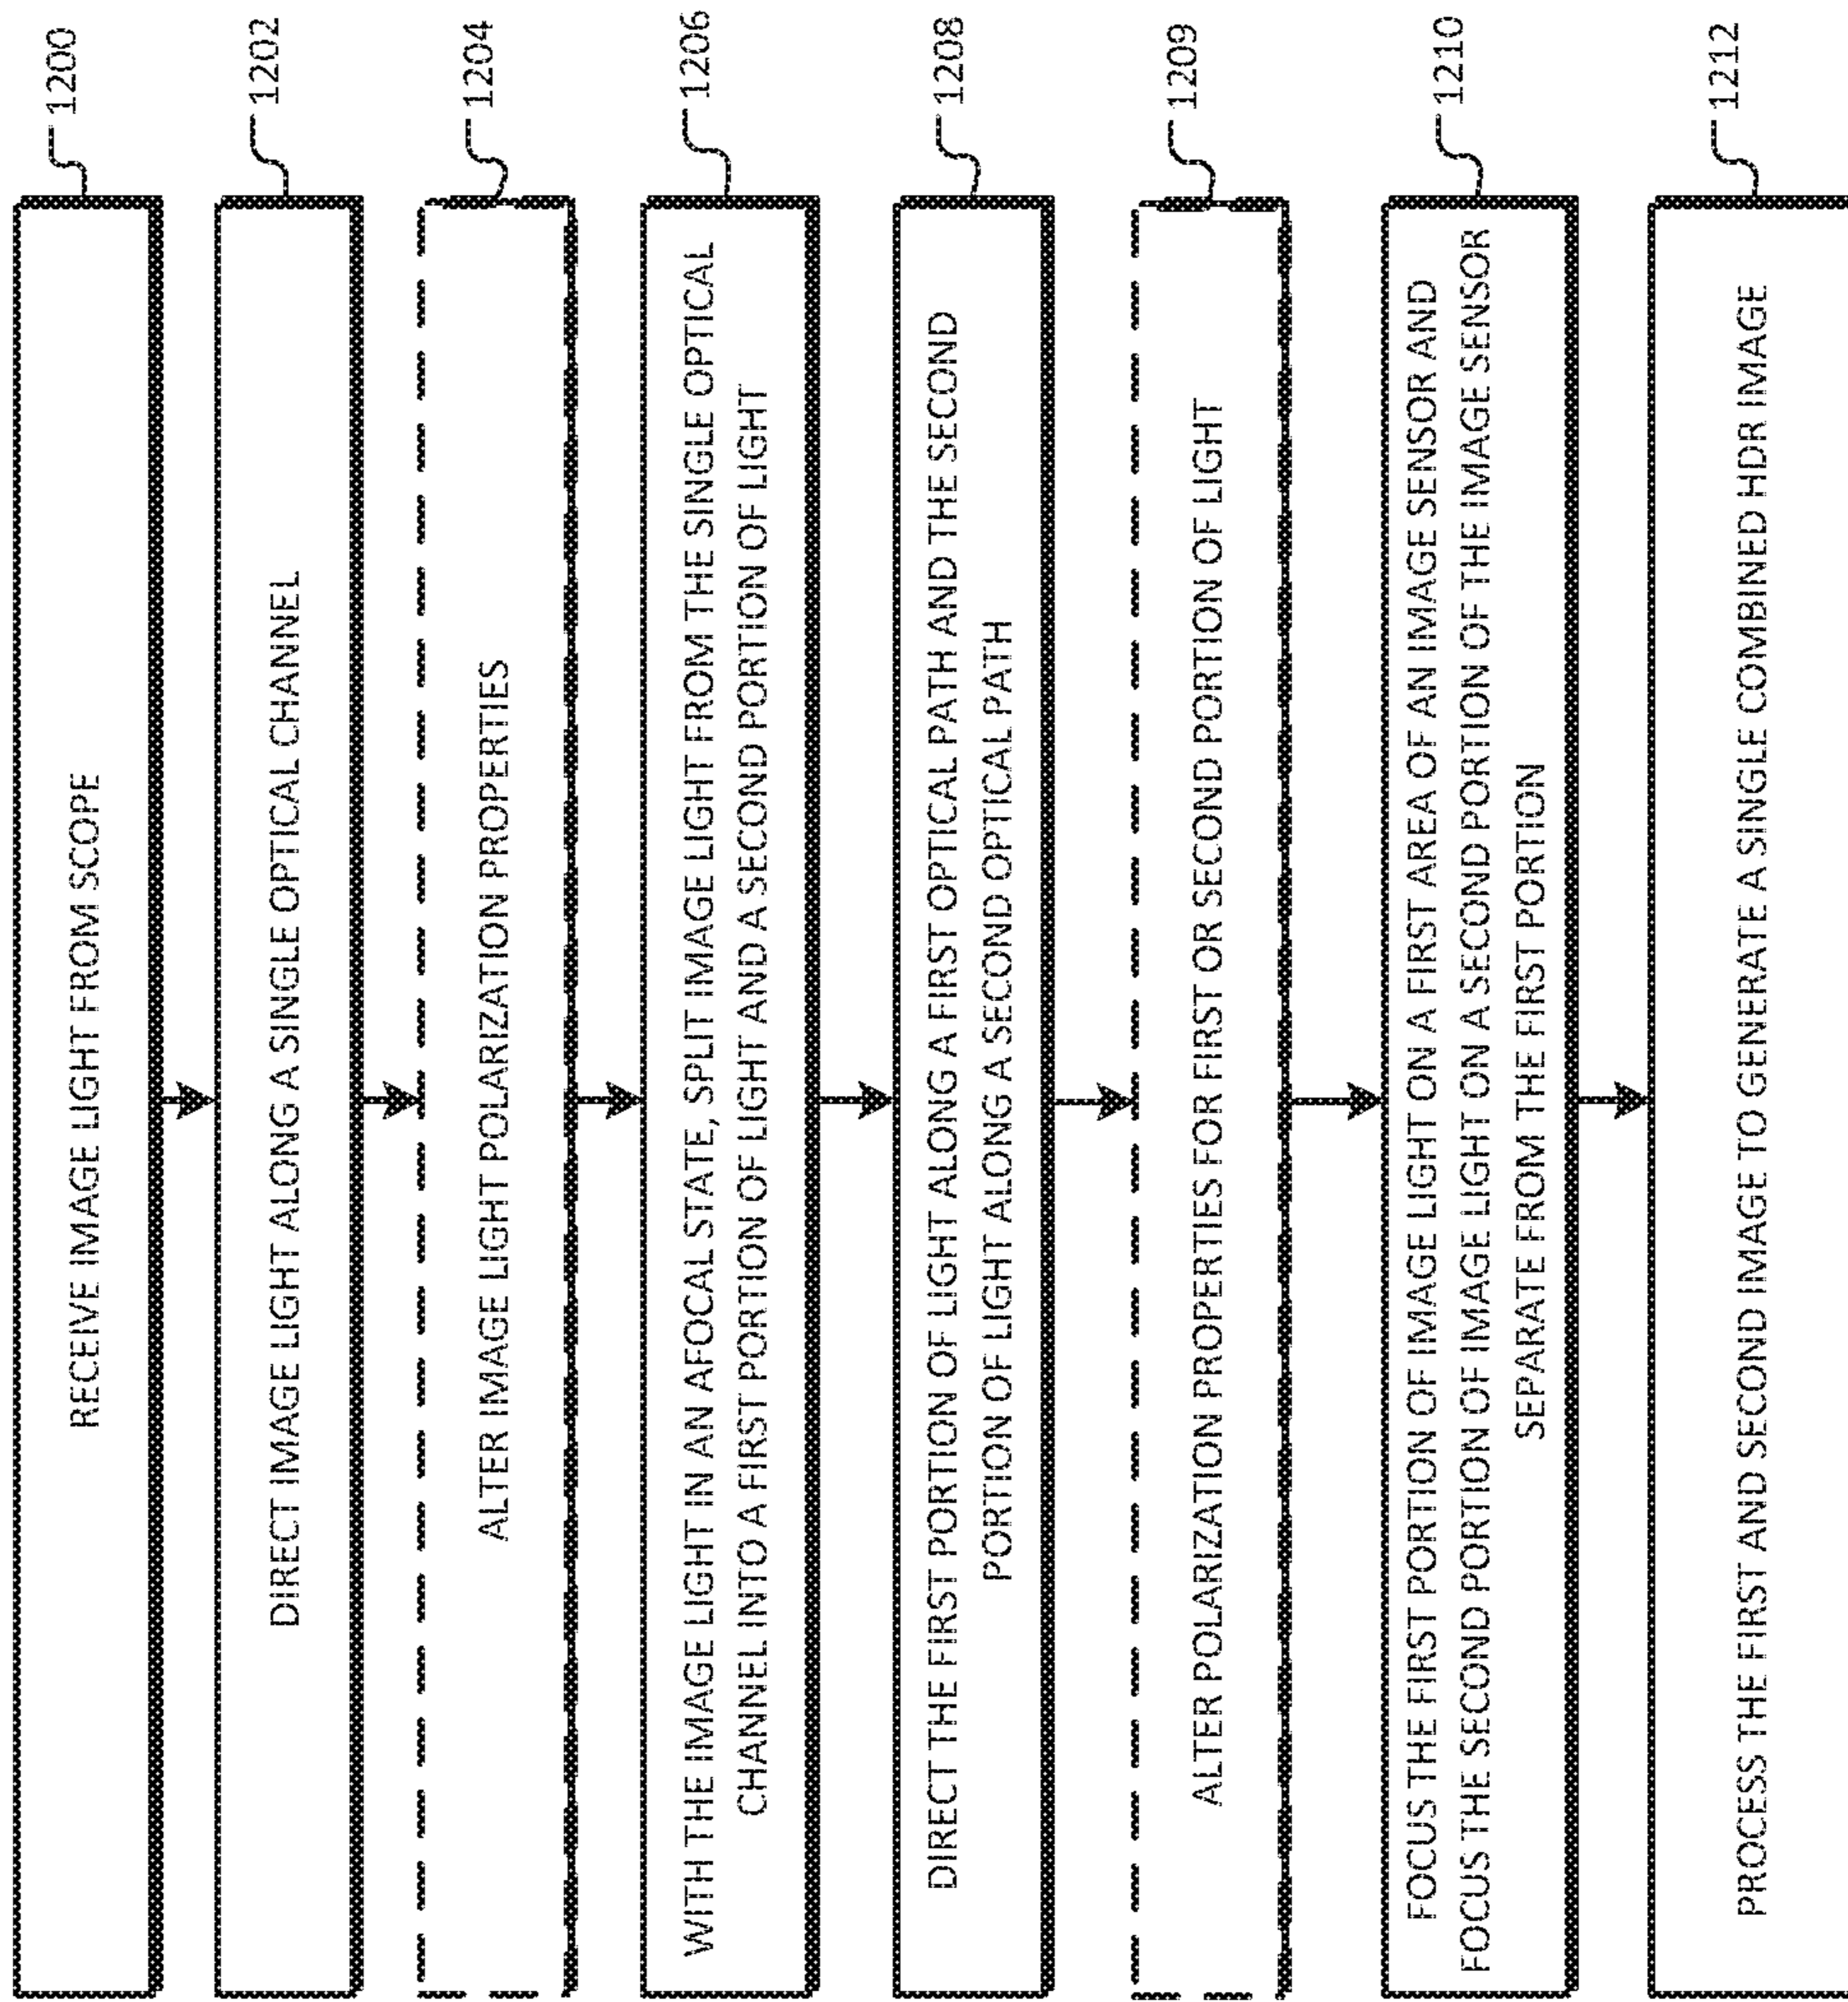 RECEIVE IMAGE LIGHT FROM SCOPE
1200
DIRECT IMAGE LIGHT ALONG A SINGLE OPTICAL CHANNEL
1202
ALTER IMAGE LIGHT POLARIZATION PROPERTIES
1204
WITH THE IMAGE LIGHT IN AN AFOCAL STATE, SPLIT IMAGE LIGHT FROM THE SINGLE OPTICAL
CHANNEL INTO A FIRST PORTION OF LIGHT AND A SECOND PORTION OF LIGHT
1206
DIRECT THE FIRST PORTION OF LIGHT ALONG A FIRST OPTICAL PATH AND THE SECOND
PORTION OF LIGHT ALONG A SECOND OPTICAL PATH
1208
ALTER POLARIZATION PROPERTIES FOR FIRST OR SECOND PORTION OF LIGHT
1209
FOCUS THE FIRST PORTION OF IMAGE LIGHT ON A FIRST AREA OF AN IMAGE SENSOR AND
FOCUS THE SECOND PORTION OF IMAGE LIGHT ON A SECOND PORTION OF THE IMAGE SENSOR
SEPARATE FROM THE FIRST PORTION
1210
PROCESS THE FIRST AND SECOND IMAGE TO GENERATE A SINGLE COMBINED HDR IMAGE
1212